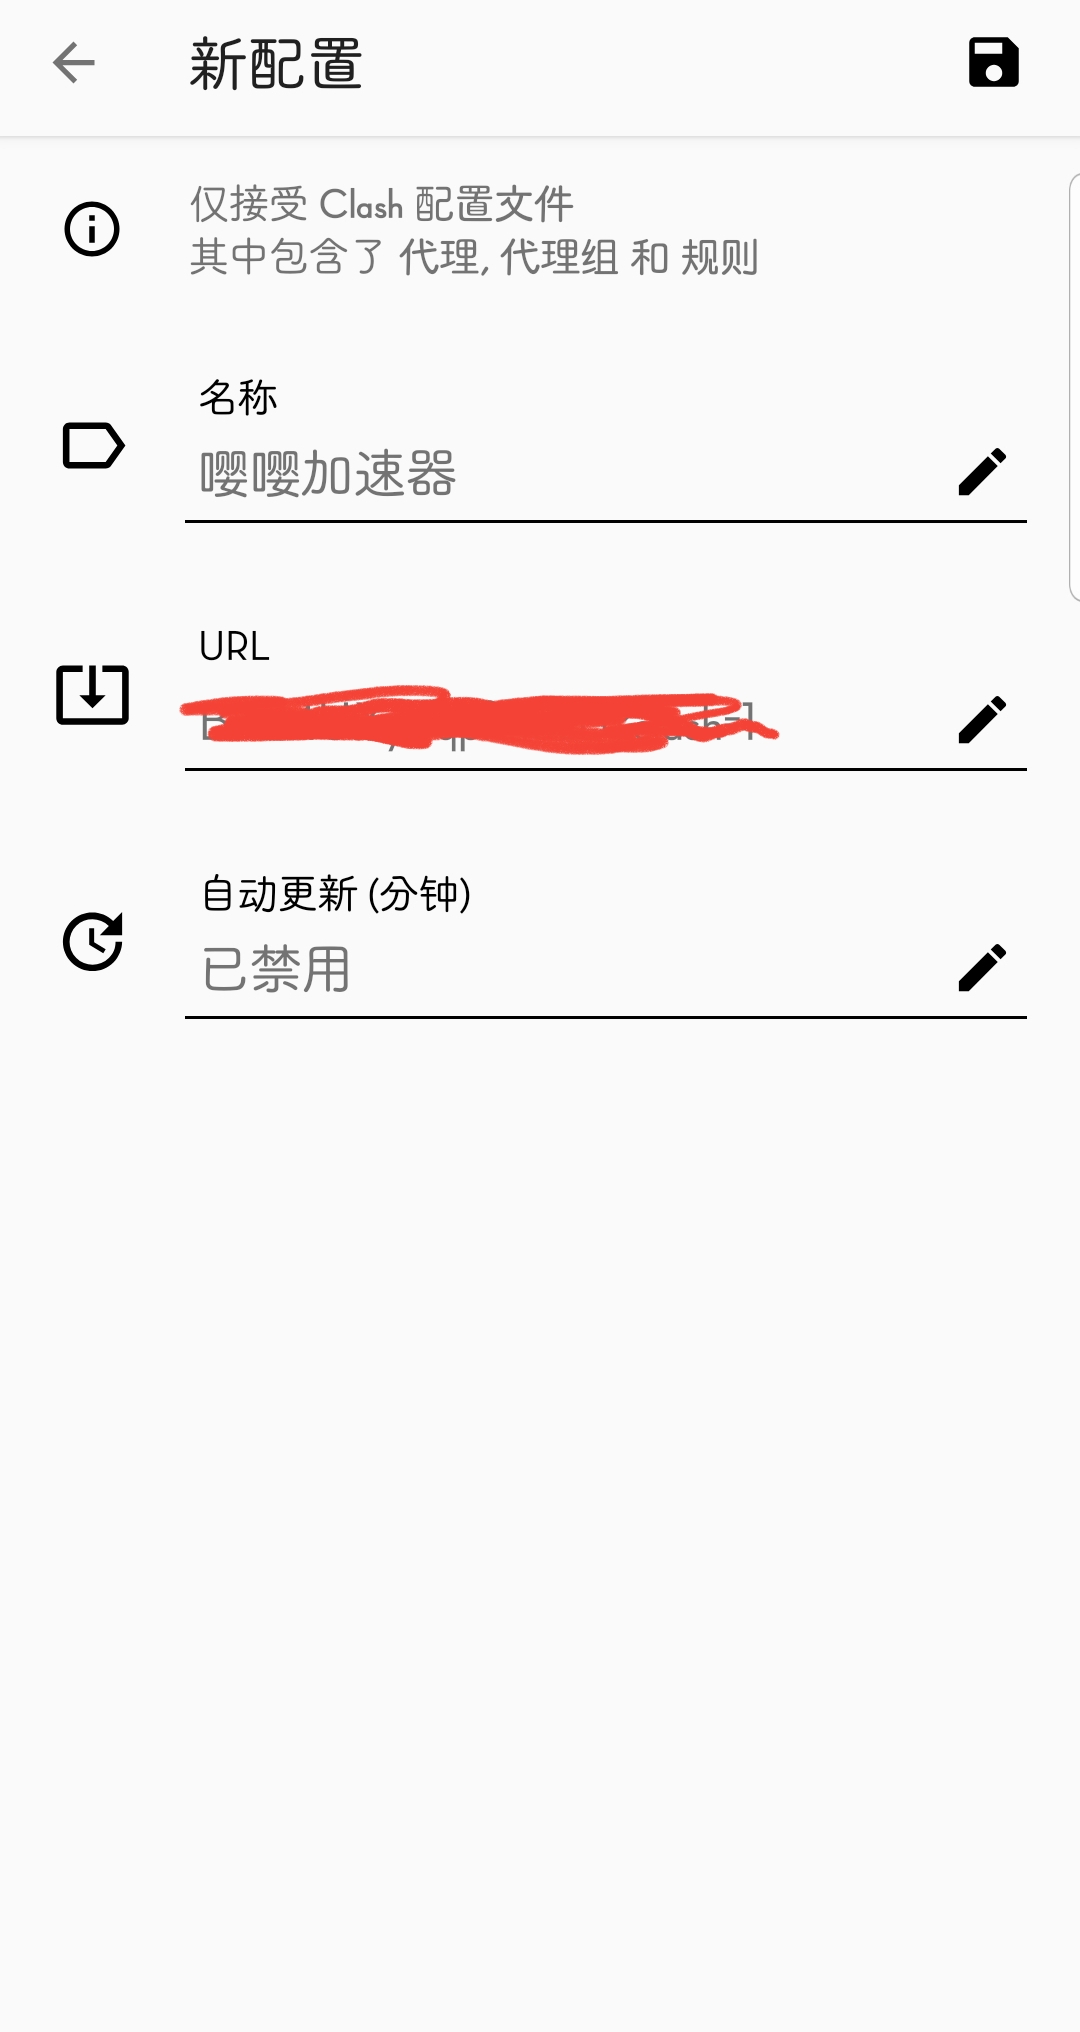 新配置
仅接受 Clash 配置文件
其中包含了 代理, 代理组 和 规则
名称
嘤嘤加速器
URL
自动更新 (分钟)
已禁用